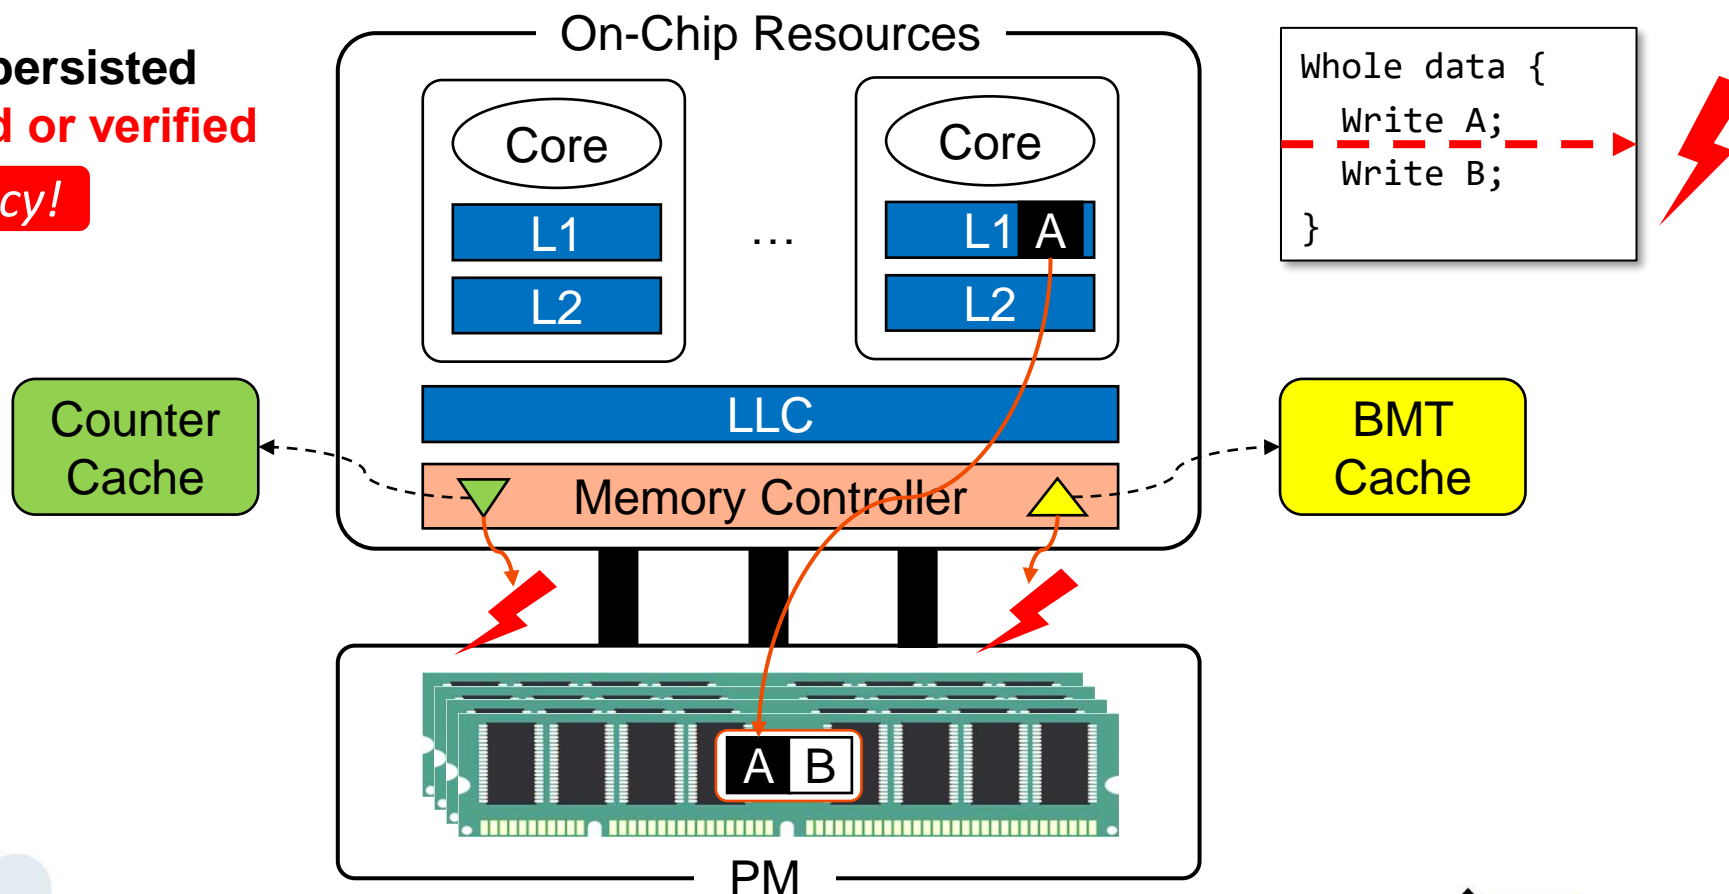 On-Chip Resources
persisted
d or verified
cy!
Core
L1
L2
...
Core
L1 A
L2
LLC
Memory Controller
Counter
Cache
BMT
Cache
Whole data {
Write A;
Write B;
}
A B
PM